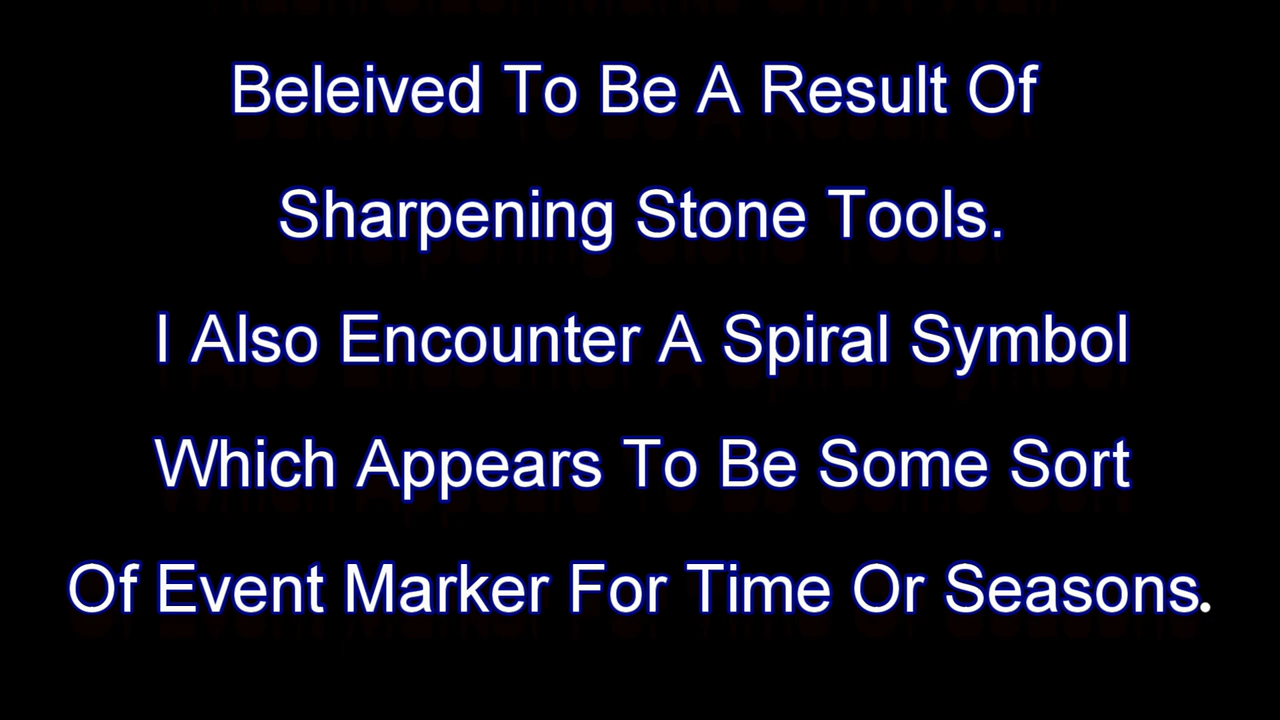 Beleived To Be A Result Of
Sharpening Stone Tools.
I Also Encounter A Spiral Symbol
Which Appears To Be Some Sort
Of Event Marker For Time Or Seasons.